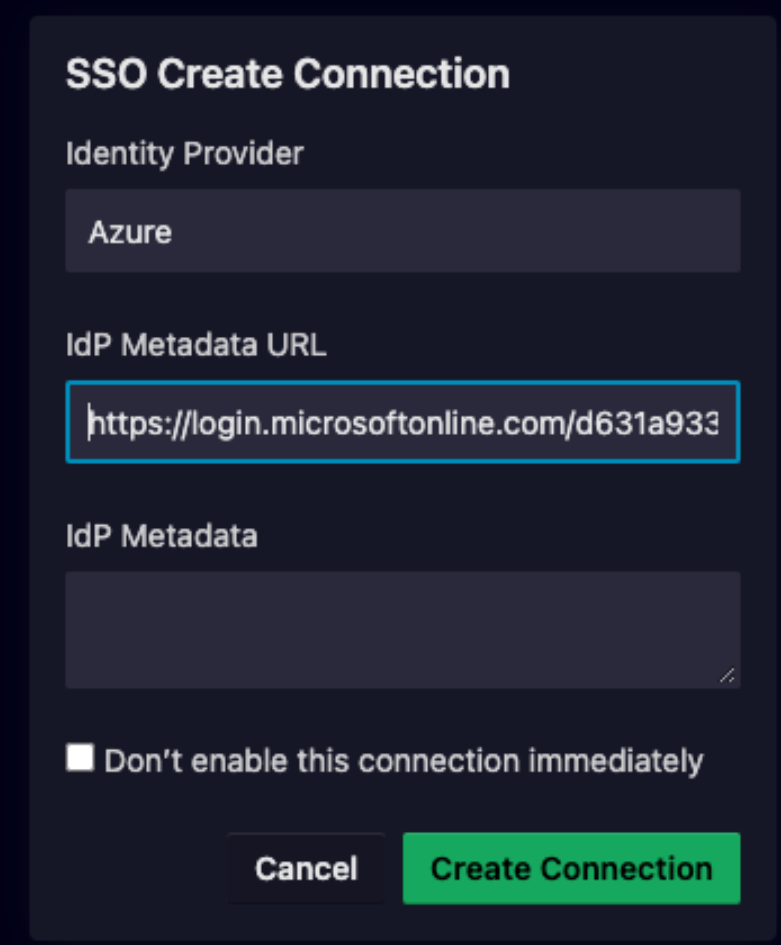 SSO Create Connection
Identity Provider
Azure
IdP Metadata URL
https://login.microsoftonline.com/d631a933
IdP Metadata
Don't enable this connection immediately
Cancel
Create Connection